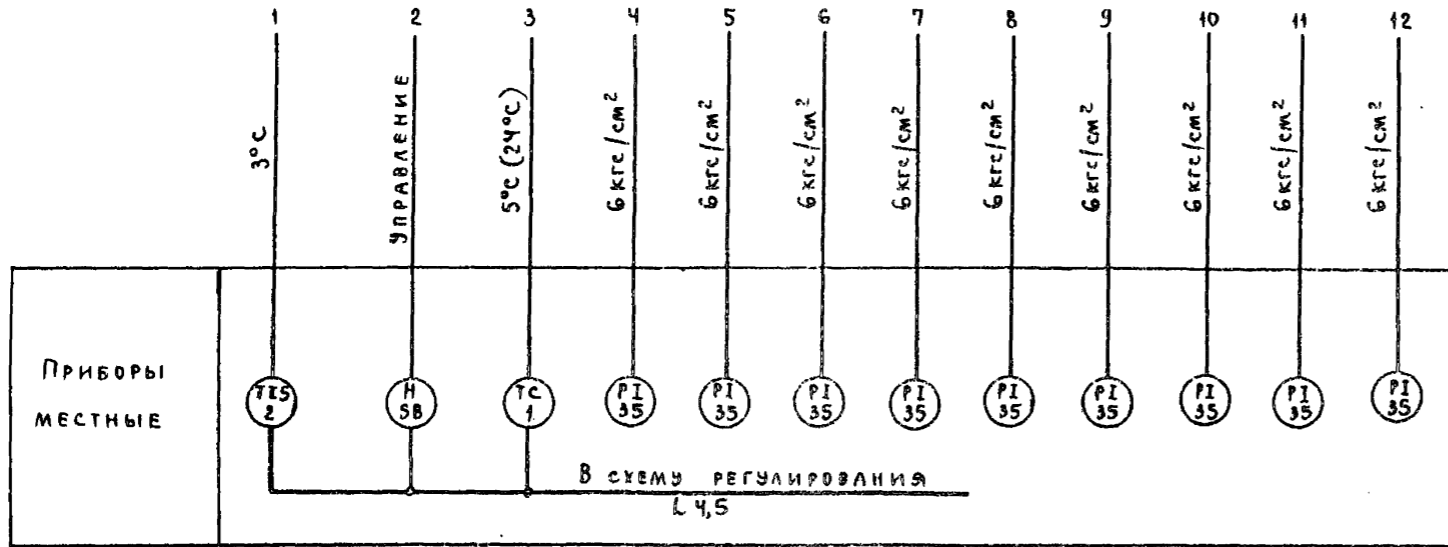 1 2 3 4 5 6 7 8 9 10 11 12
3°C
УПРАВЛЕНИЕ
5°C (24°C)
6 кгс/см²
6 кгс/см²
6 кгс/см²
6 кгс/см²
6 кгс/см²
6 кгс/см²
6 кгс/см²
6 кгс/см²
6 кгс/см²
ПРИБОРЫ
МЕСТНЫЕ
TIS
2
H
SB
TC
1
PI
35
PI
35
PI
35
PI
35
PI
35
PI
35
PI
35
PI
35
PI
35
В СХЕМУ РЕГУЛИРОВАНИЯ
L 4,5